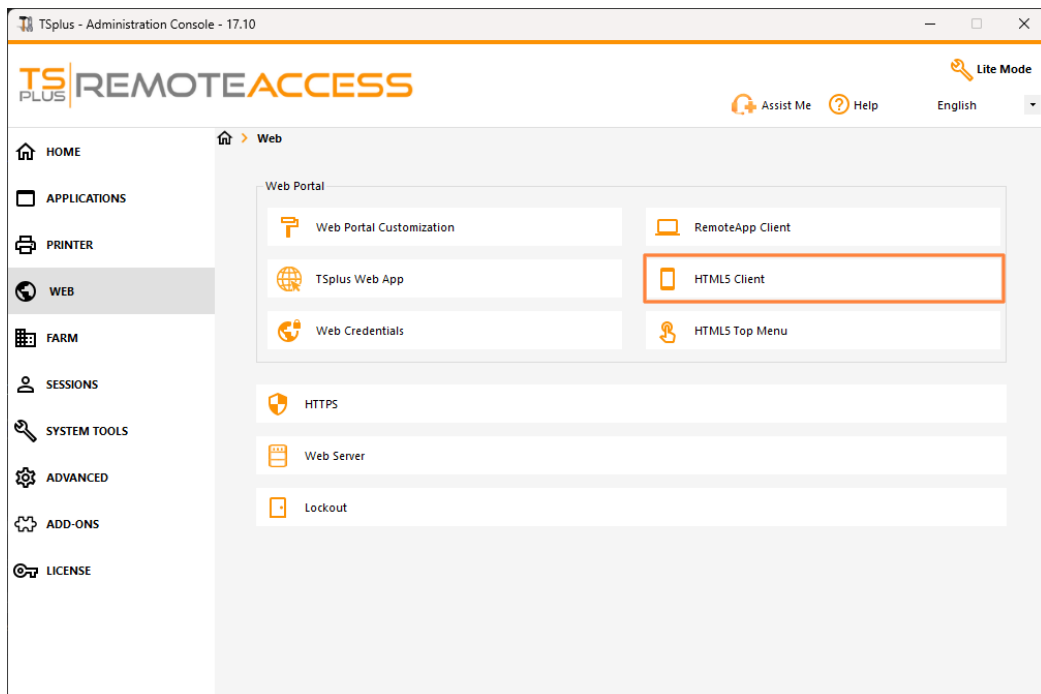 TSplus - Administration Console - 17.10
TS PLUS REMOTEACCESS
Lite Mode
Assist Me
Help
English
HOME
APPLICATIONS
PRINTER
WEB
FARM
SESSIONS
SYSTEM TOOLS
ADVANCED
ADD-ONS
LICENSE
Web
Web Portal
Web Portal Customization
RemoteApp Client
TSplus Web App
HTML5 Client
Web Credentials
HTML5 Top Menu
HTTPS
Web Server
Lockout